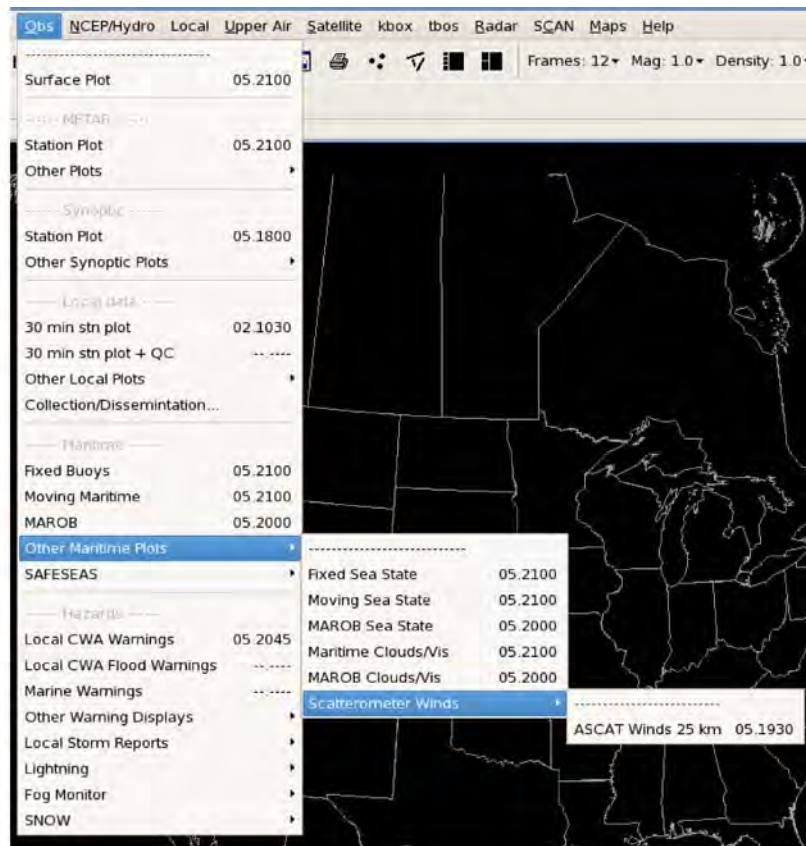 Obs NCEP/Hydro Local Upper Air Satellite kbox tbos Radar SCAN Maps Help
Frames: 12 Mag: 1.0 Density: 1.0
Surface Plot 05.2100
----- METAR -----
Station Plot 05.2100
Other Plots
----- Synoptic -----
Station Plot 05.1800
Other Synoptic Plots
----- Local data -----
30 min stn plot 02.1030
30 min stn plot + QC --.----
Other Local Plots
Collection/Dissemintation...
----- Maritime -----
Fixed Buoys 05.2100
Moving Maritime 05.2100
MAROB 05.2000
Other Maritime Plots
SAFESEAS
----- Hazards -----
Local CWA Warnings 05.2045
Local CWA Flood Warnings --.----
Marine Warnings --.----
Other Warning Displays
Local Storm Reports
Lightning
Fog Monitor
SNOW
Fixed Sea State 05.2100
Moving Sea State 05.2100
MAROB Sea State 05.2000
Maritime Clouds/Vis 05.2100
MAROB Clouds/Vis 05.2000
Scatterometer Winds
ASCAT Winds 25 km 05.1930